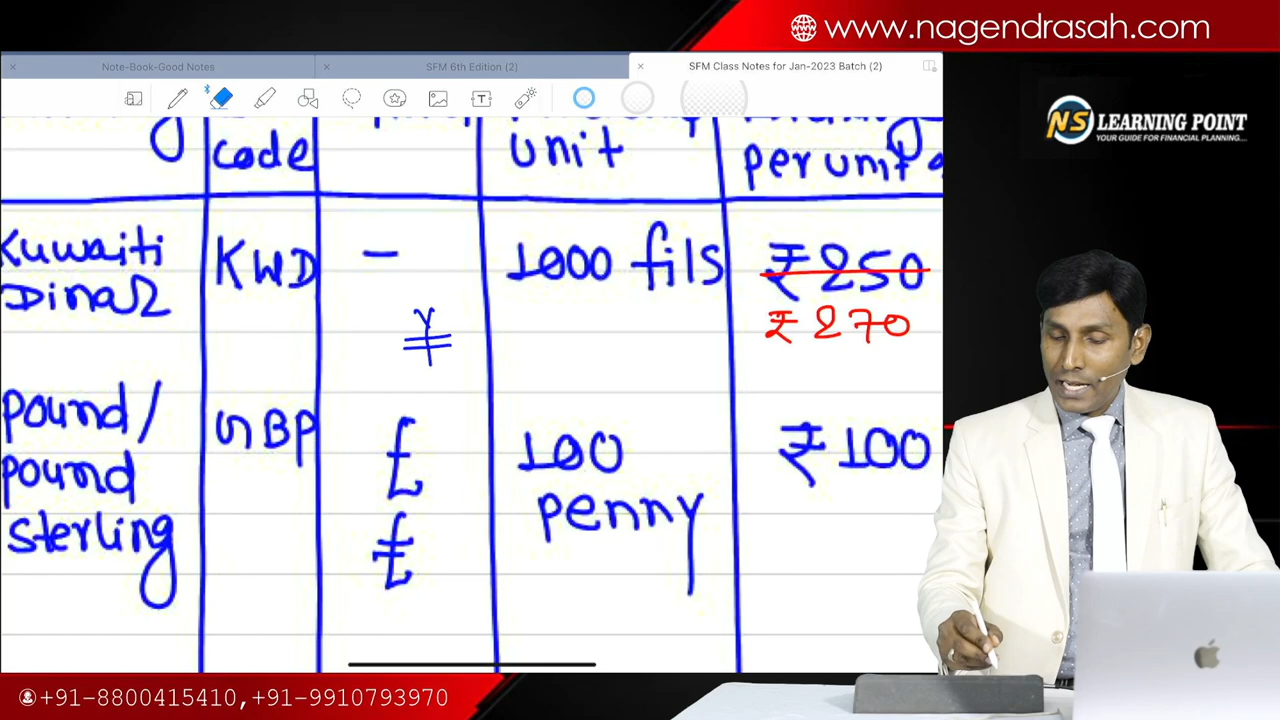 www.nagendrasah.com
Note-Book-Good Notes
SFM 6th Edition (2)
SFM Class Notes for Jan-2023 Batch (2)
NS LEARNING POINT
YOUR GUIDE FOR FINANCIAL PLANNING...
code
unit
per unit
Kuwaiti
Dinar
KWD
-
1000 fils
₹250
₹270
¥
Pound/
pound
sterling
GBP
£
£
100
penny
₹100
+91-8800415410,+91-9910793970